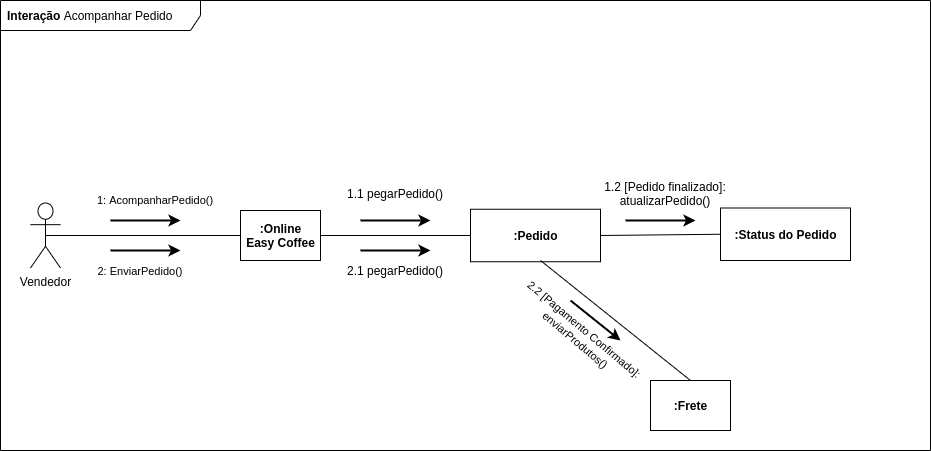 Interação Acompanhar Pedido
1: AcompanharPedido()
2: EnviarPedido()
Vendedor
:Online
Easy Coffee
1.1 pegarPedido()
2.1 pegarPedido()
:Pedido
1.2 [Pedido finalizado]:
atualizarPedido()
:Status do Pedido
2.2 [Pagamento Confirmado]:
enviarProdutos()
:Frete